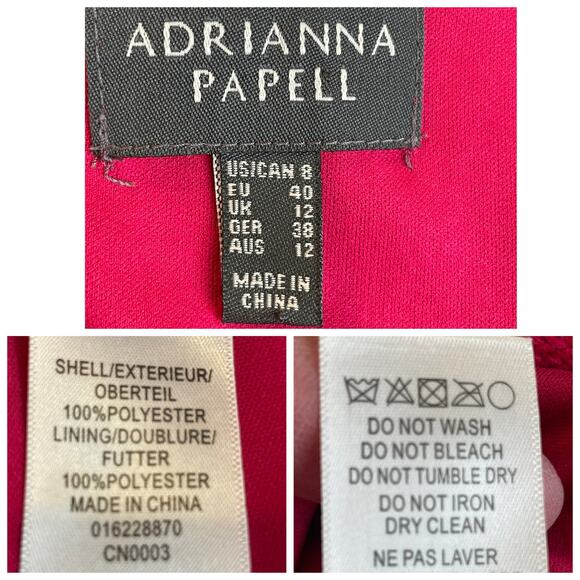 ADRIANNA
PAPELL
US/CAN 8
EU 40
UK 12
GER 38
AUS 12
MADE IN
CHINA
SHELL/EXTERIEUR/
OBERTEIL
100%POLYESTER
LINING/DOUBLURE/
FUTTER
100%POLYESTER
MADE IN CHINA
016228870
CN0003
DO NOT WASH
DO NOT BLEACH
DO NOT TUMBLE DRY
DO NOT IRON
DRY CLEAN
NE PAS LAVER